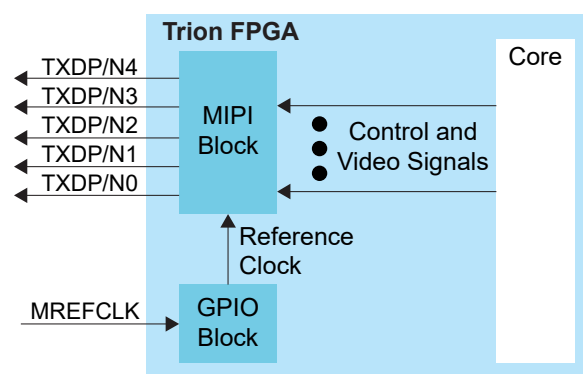 Trion FPGA
Core
TXDP/N4
TXDP/N3
TXDP/N2
TXDP/N1
TXDP/N0
MIPI
Block
Control and
Video Signals
Reference
Clock
MREFCLK
GPIO
Block